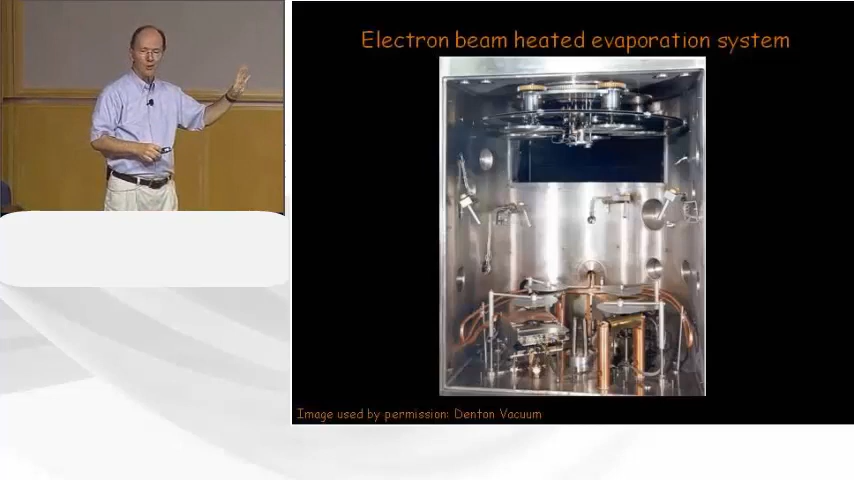 Electron beam heated evaporation system
Image used by permission: Denton Vacuum